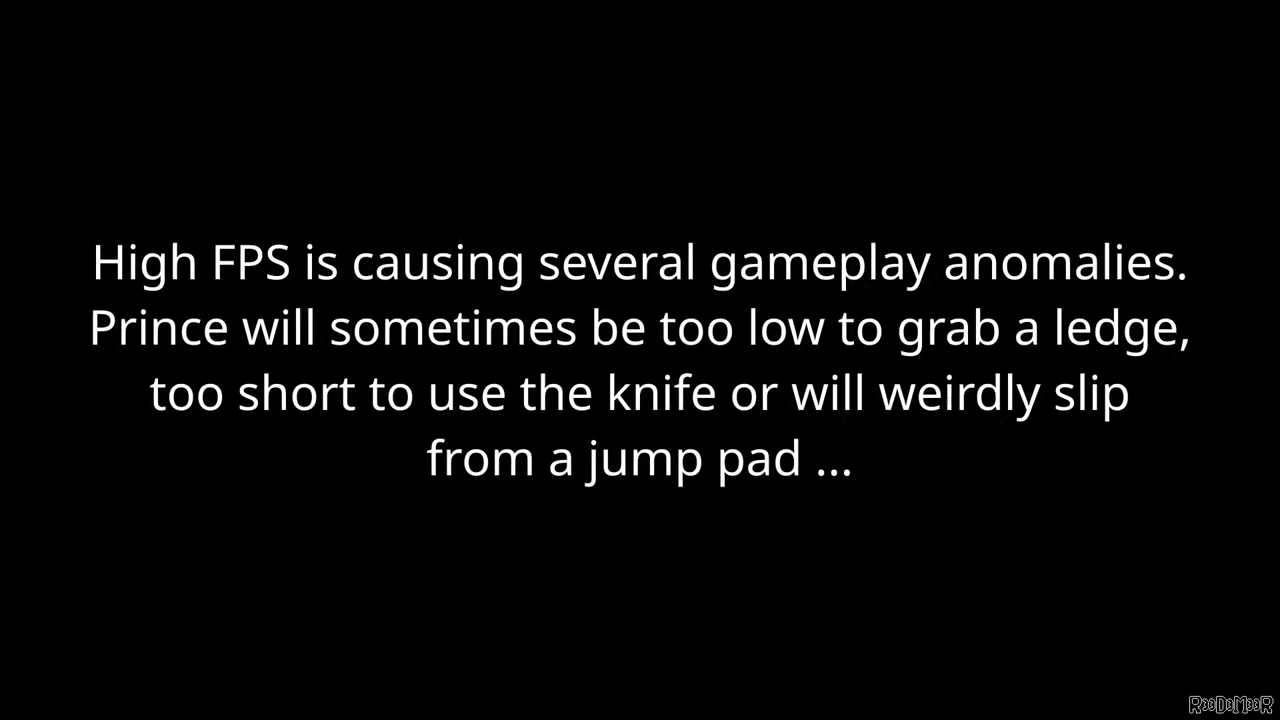 High FPS is causing several gameplay anomalies.
Prince will sometimes be too low to grab a ledge,
too short to use the knife or will weirdly slip
from a jump pad ...